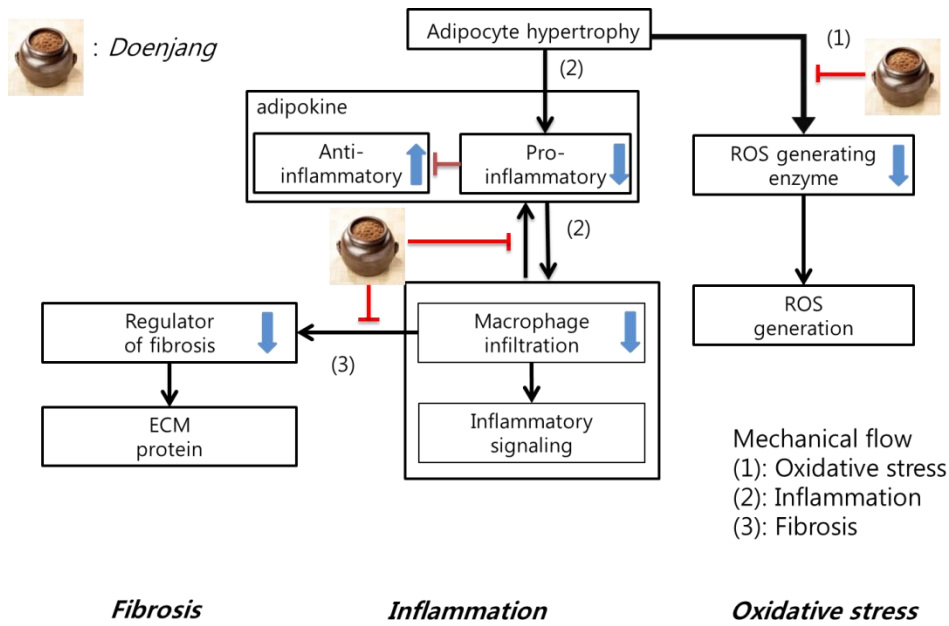 : Doenjang
Adipocyte hypertrophy
(1)
(2)
adipokine
Anti-
inflammatory
Pro-
inflammatory
ROS generating
enzyme
(2)
ROS
generation
Regulator
of fibrosis
(3)
Macrophage
infiltration
ECM
protein
Inflammatory
signaling
Mechanical flow
(1): Oxidative stress
(2): Inflammation
(3): Fibrosis
Fibrosis
Inflammation
Oxidative stress